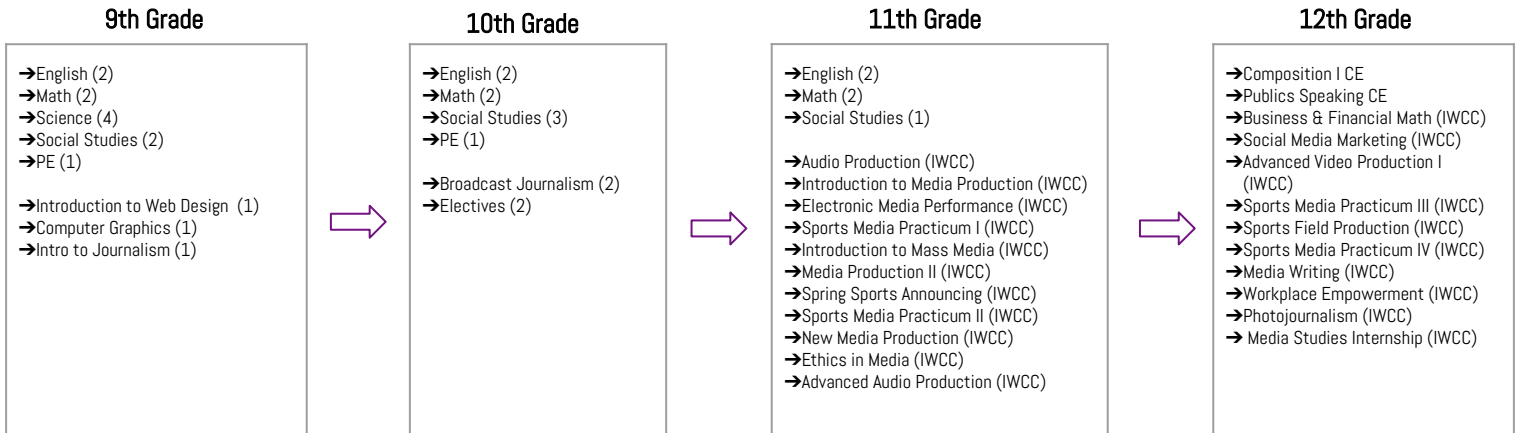 9th Grade
➔English (2)
➔Math (2)
➔Science (4)
➔Social Studies (2)
➔PE (1)
➔Introduction to Web Design (1)
➔Computer Graphics (1)
➔Intro to Journalism (1)
10th Grade
➔English (2)
➔Math (2)
➔Social Studies (3)
➔PE (1)
➔Broadcast Journalism (2)
➔Electives (2)
11th Grade
➔English (2)
➔Math (2)
➔Social Studies (1)
➔Audio Production (IWCC)
➔Introduction to Media Production (IWCC)
➔Electronic Media Performance (IWCC)
➔Sports Media Practicum I (IWCC)
➔Introduction to Mass Media (IWCC)
➔Media Production II (IWCC)
➔Spring Sports Announcing (IWCC)
➔Sports Media Practicum II (IWCC)
➔New Media Production (IWCC)
➔Ethics in Media (IWCC)
➔Advanced Audio Production (IWCC)
12th Grade
➔Composition I CE
➔Publics Speaking CE
➔Business & Financial Math (IWCC)
➔Social Media Marketing (IWCC)
➔Advanced Video Production I
(IWCC)
➔Sports Media Practicum III (IWCC)
➔Sports Field Production (IWCC)
➔Sports Media Practicum IV (IWCC)
➔Media Writing (IWCC)
➔Workplace Empowerment (IWCC)
➔Photojournalism (IWCC)
➔ Media Studies Internship (IWCC)